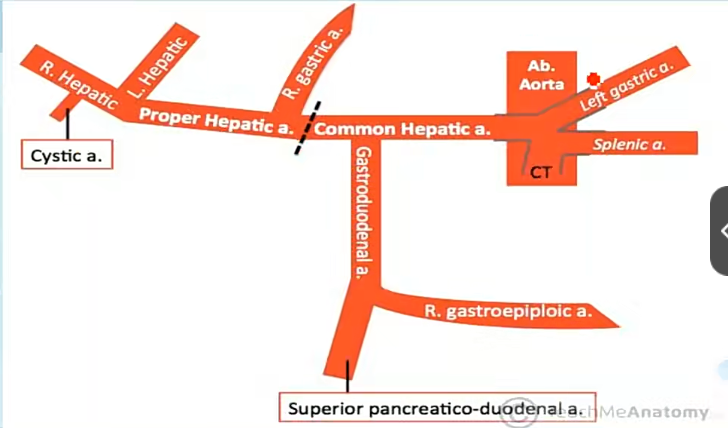 R. Hepatic
L. Hepatic
R. gastric a.
Ab.
Aorta
Left gastric a.
Proper Hepatic a.
Common Hepatic a.
Splenic a.
Cystic a.
CT
Gastroduodenal a.
R. gastroepiploic a.
Superior pancreatico-duodenal a.
©
chMeAnatomy